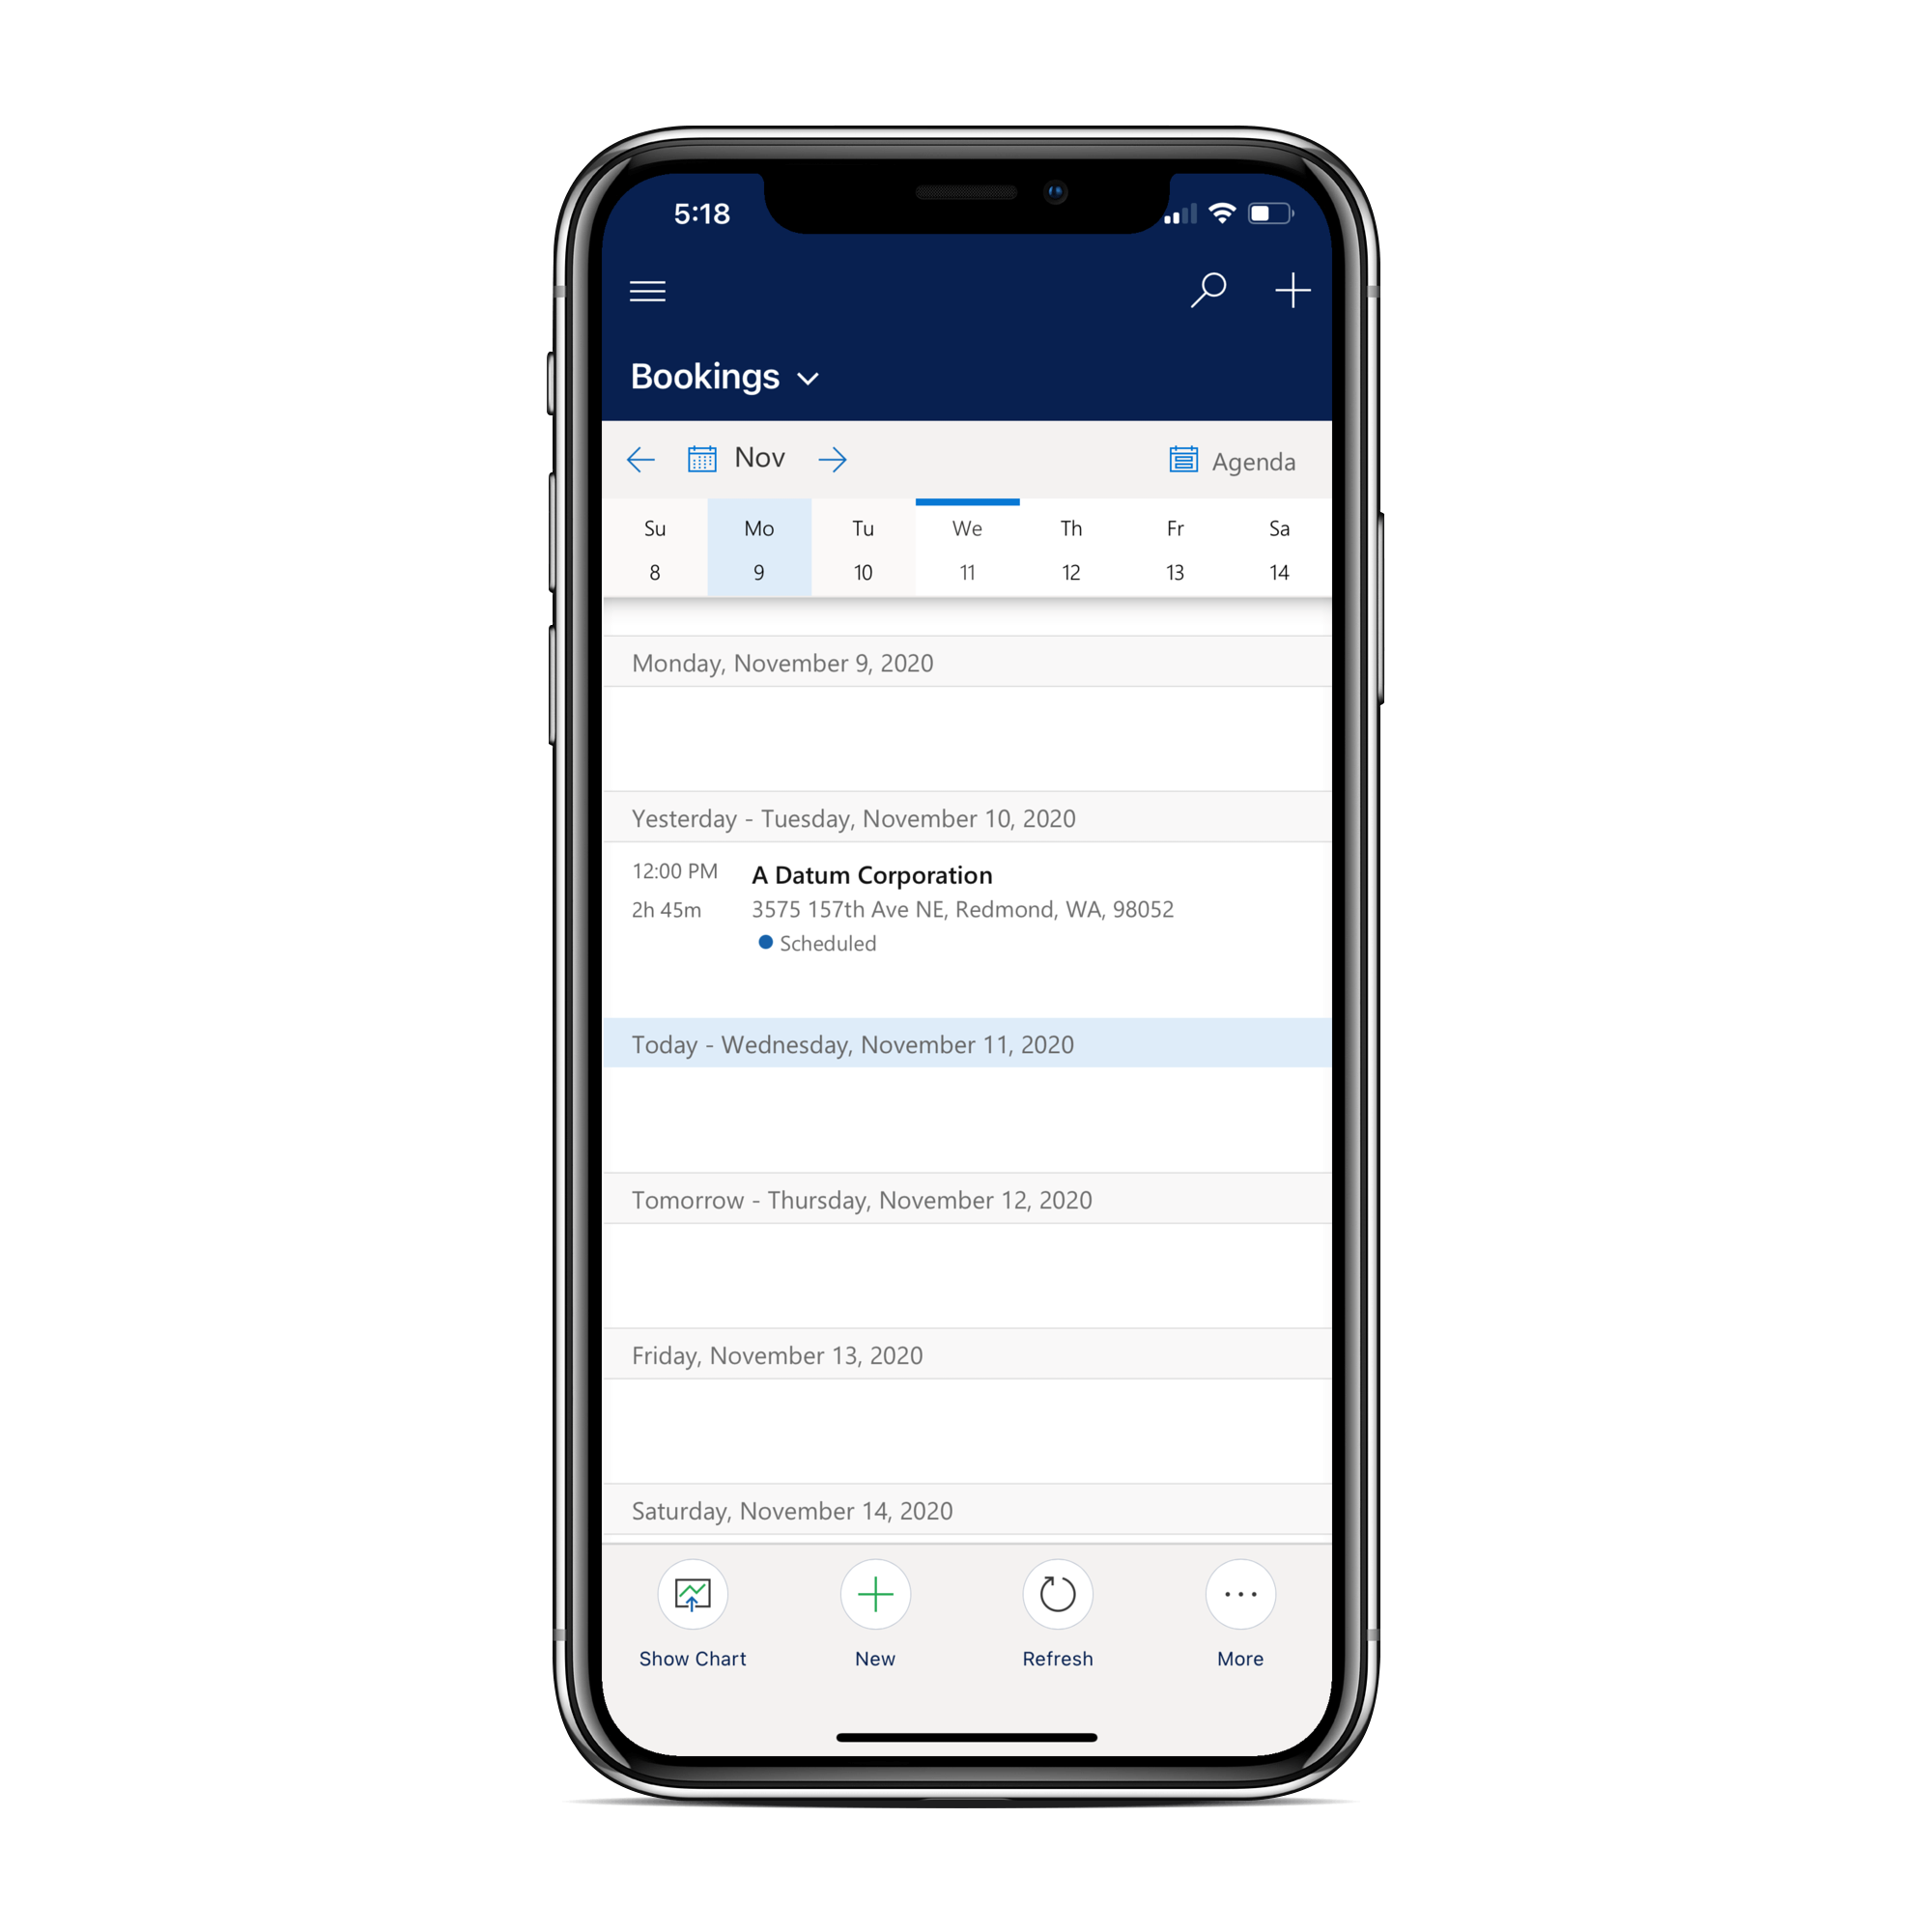 5:18
Bookings
Nov
Agenda
Su Mo Tu We Th Fr Sa
8 9 10 11 12 13 14
Monday, November 9, 2020
Yesterday - Tuesday, November 10, 2020
12:00 PM A Datum Corporation
2h 45m 3575 157th Ave NE, Redmond, WA, 98052
Scheduled
Today - Wednesday, November 11, 2020
Tomorrow - Thursday, November 12, 2020
Friday, November 13, 2020
Saturday, November 14, 2020
Show Chart New Refresh More